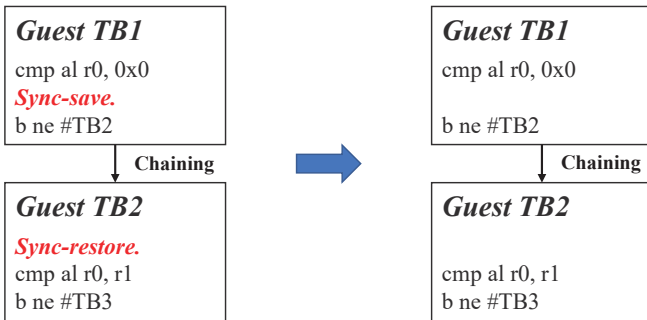 Guest TB1
cmp al r0, 0x0
Sync-save.
b ne #TB2
Chaining
Guest TB2
Sync-restore.
cmp al r0, r1
b ne #TB3
Guest TB1
cmp al r0, 0x0
b ne #TB2
Chaining
Guest TB2
cmp al r0, r1
b ne #TB3